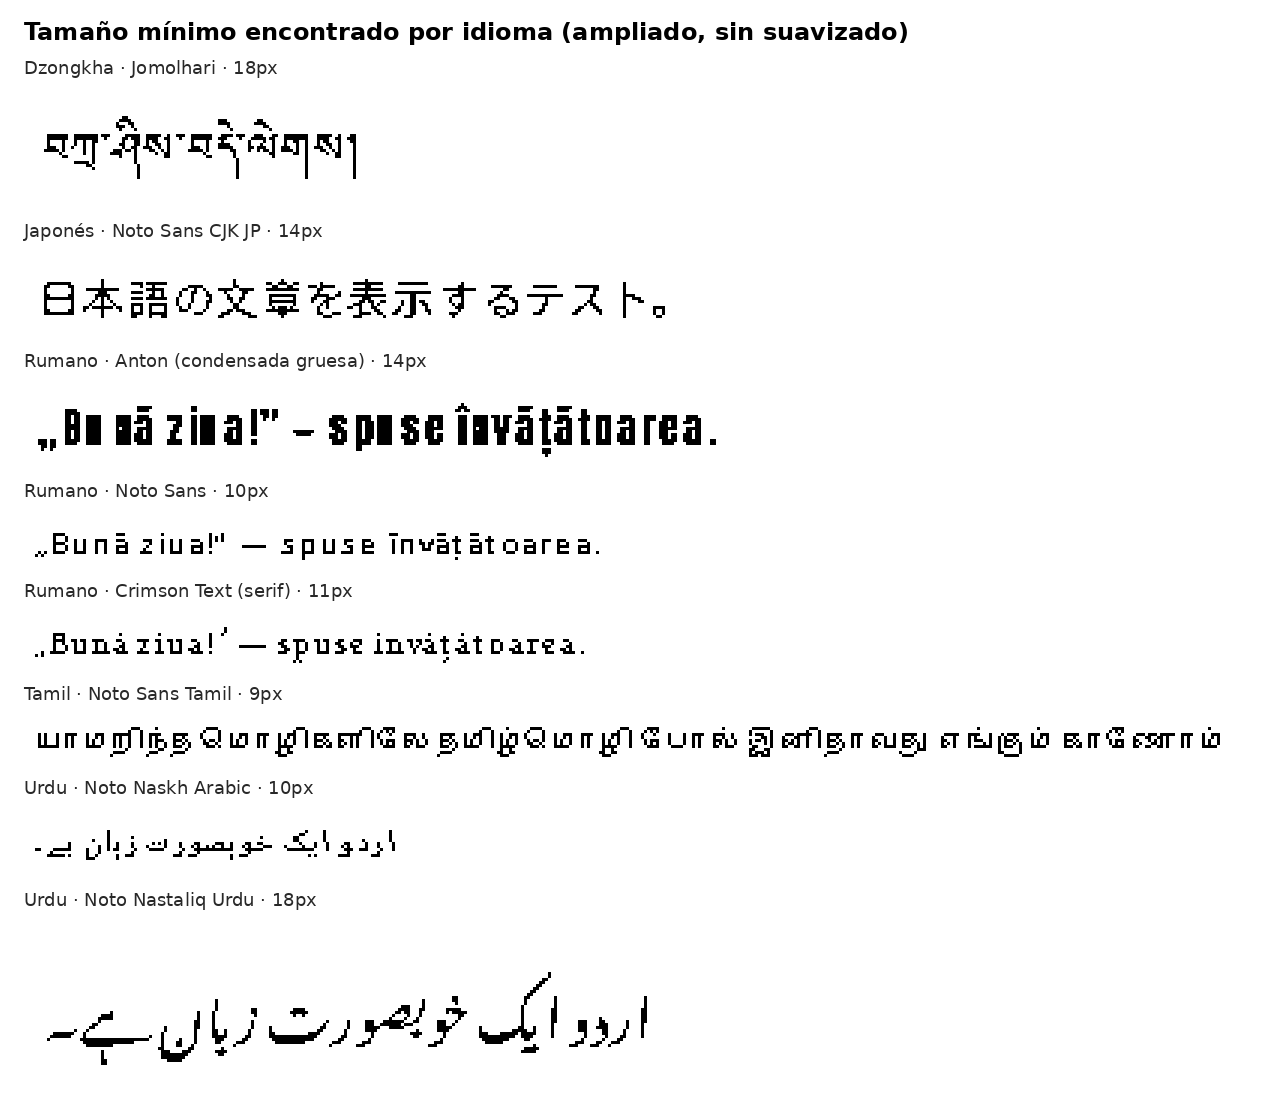 Tamaño mínimo encontrado por idioma (ampliado, sin suavizado)
Dzongkha · Jomolhari · 18px
བཀྲ་ཤིས་བདེ་ལེགས།
Japonés · Noto Sans CJK JP · 14px
日本語の文章を表示するテスト。
Rumano · Anton (condensada gruesa) · 14px
„Bună ziua!” – spuse învățătoarea.
Rumano · Noto Sans · 10px
„Bună ziua!” — spuse învățătoarea.
Rumano · Crimson Text (serif) · 11px
„Bună ziua!” — spuse învățătoarea.
Tamil · Noto Sans Tamil · 9px
யாமறிந்த மொழிகளிலே தமிழ்மொழி போல் இனிதாவது எங்கும் காணோம்
Urdu · Noto Naskh Arabic · 10px
اردو ایک خوبصورت زبان ہے۔
Urdu · Noto Nastaliq Urdu · 18px
اردو ایک خوبصورت زبان ہے۔